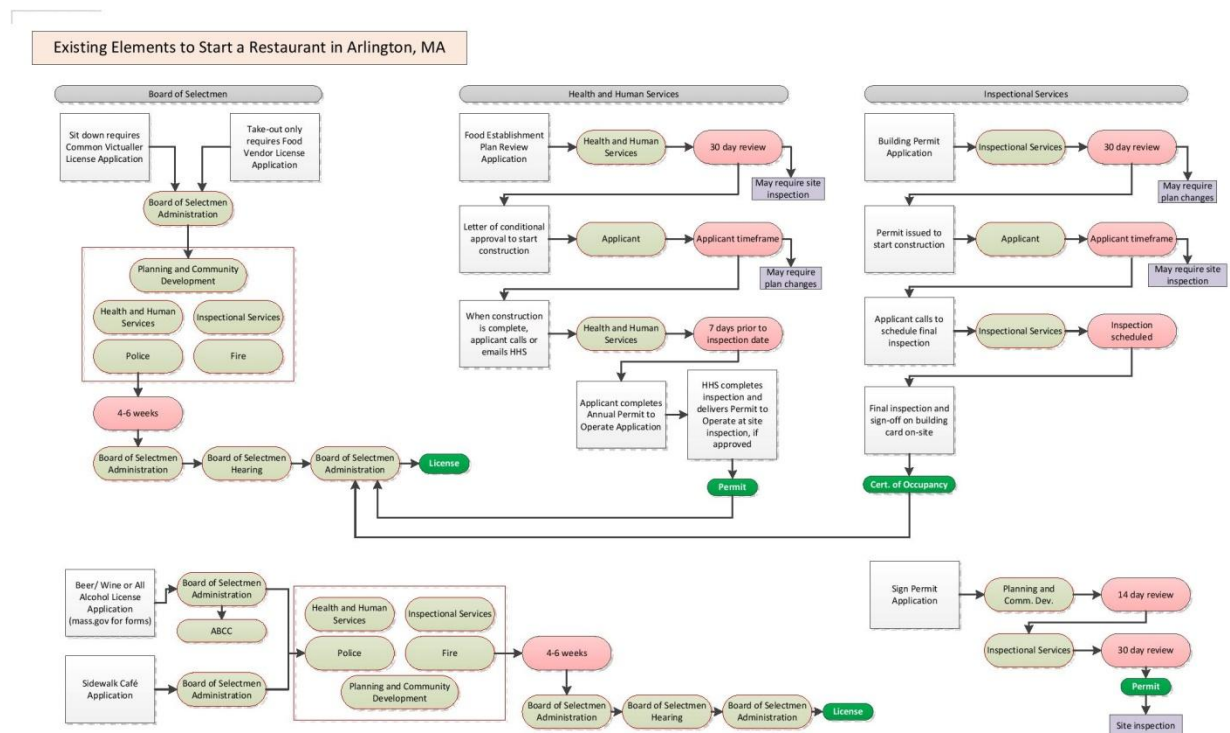 Existing Elements to Start a Restaurant in Arlington, MA
Board of Selectmen
Sit down requires
Common Victualler
License Application
Take-out only
requires Food
Vendor License
Application
Board of Selectmen
Administration
Planning and Community
Development
Health and Human
Services
Inspectional Services
Police
Fire
4-6 weeks
Board of Selectmen
Administration
Board of Selectmen
Hearing
Board of Selectmen
Administration
License
Health and Human Services
Food Establishment
Plan Review
Application
Health and Human
Services
30 day review
May require site
inspection
Letter of conditional
approval to start
construction
Applicant
Applicant timeframe
May require
plan changes
When construction
is complete,
applicant calls or
emails HHS
Health and Human
Services
7 days prior to
inspection date
Applicant completes
Annual Permit to
Operate Application
HHS completes
inspection and
delivers Permit to
Operate at site
inspection, if
approved
Permit
Inspectional Services
Building Permit
Application
Inspectional Services
30 day review
May require
plan changes
Permit issued to
start construction
Applicant
Applicant timeframe
May require site
inspection
Applicant calls to
schedule final
inspection
Inspectional Services
Inspection
scheduled
Final inspection and
sign-off on building
card on-site
Cert. of Occupancy
Beer/ Wine or All
Alcohol License
Application
(mass.gov for forms)
Board of Selectmen
Administration
ABCC
Sidewalk Café
Application
Board of Selectmen
Administration
Health and Human
Services
Inspectional Services
Police
Fire
Planning and Community
Development
4-6 weeks
Board of Selectmen
Administration
Board of Selectmen
Hearing
Board of Selectmen
Administration
License
Sign Permit
Application
Planning and
Comm. Dev.
14 day review
Inspectional Services
30 day review
Permit
Site inspection